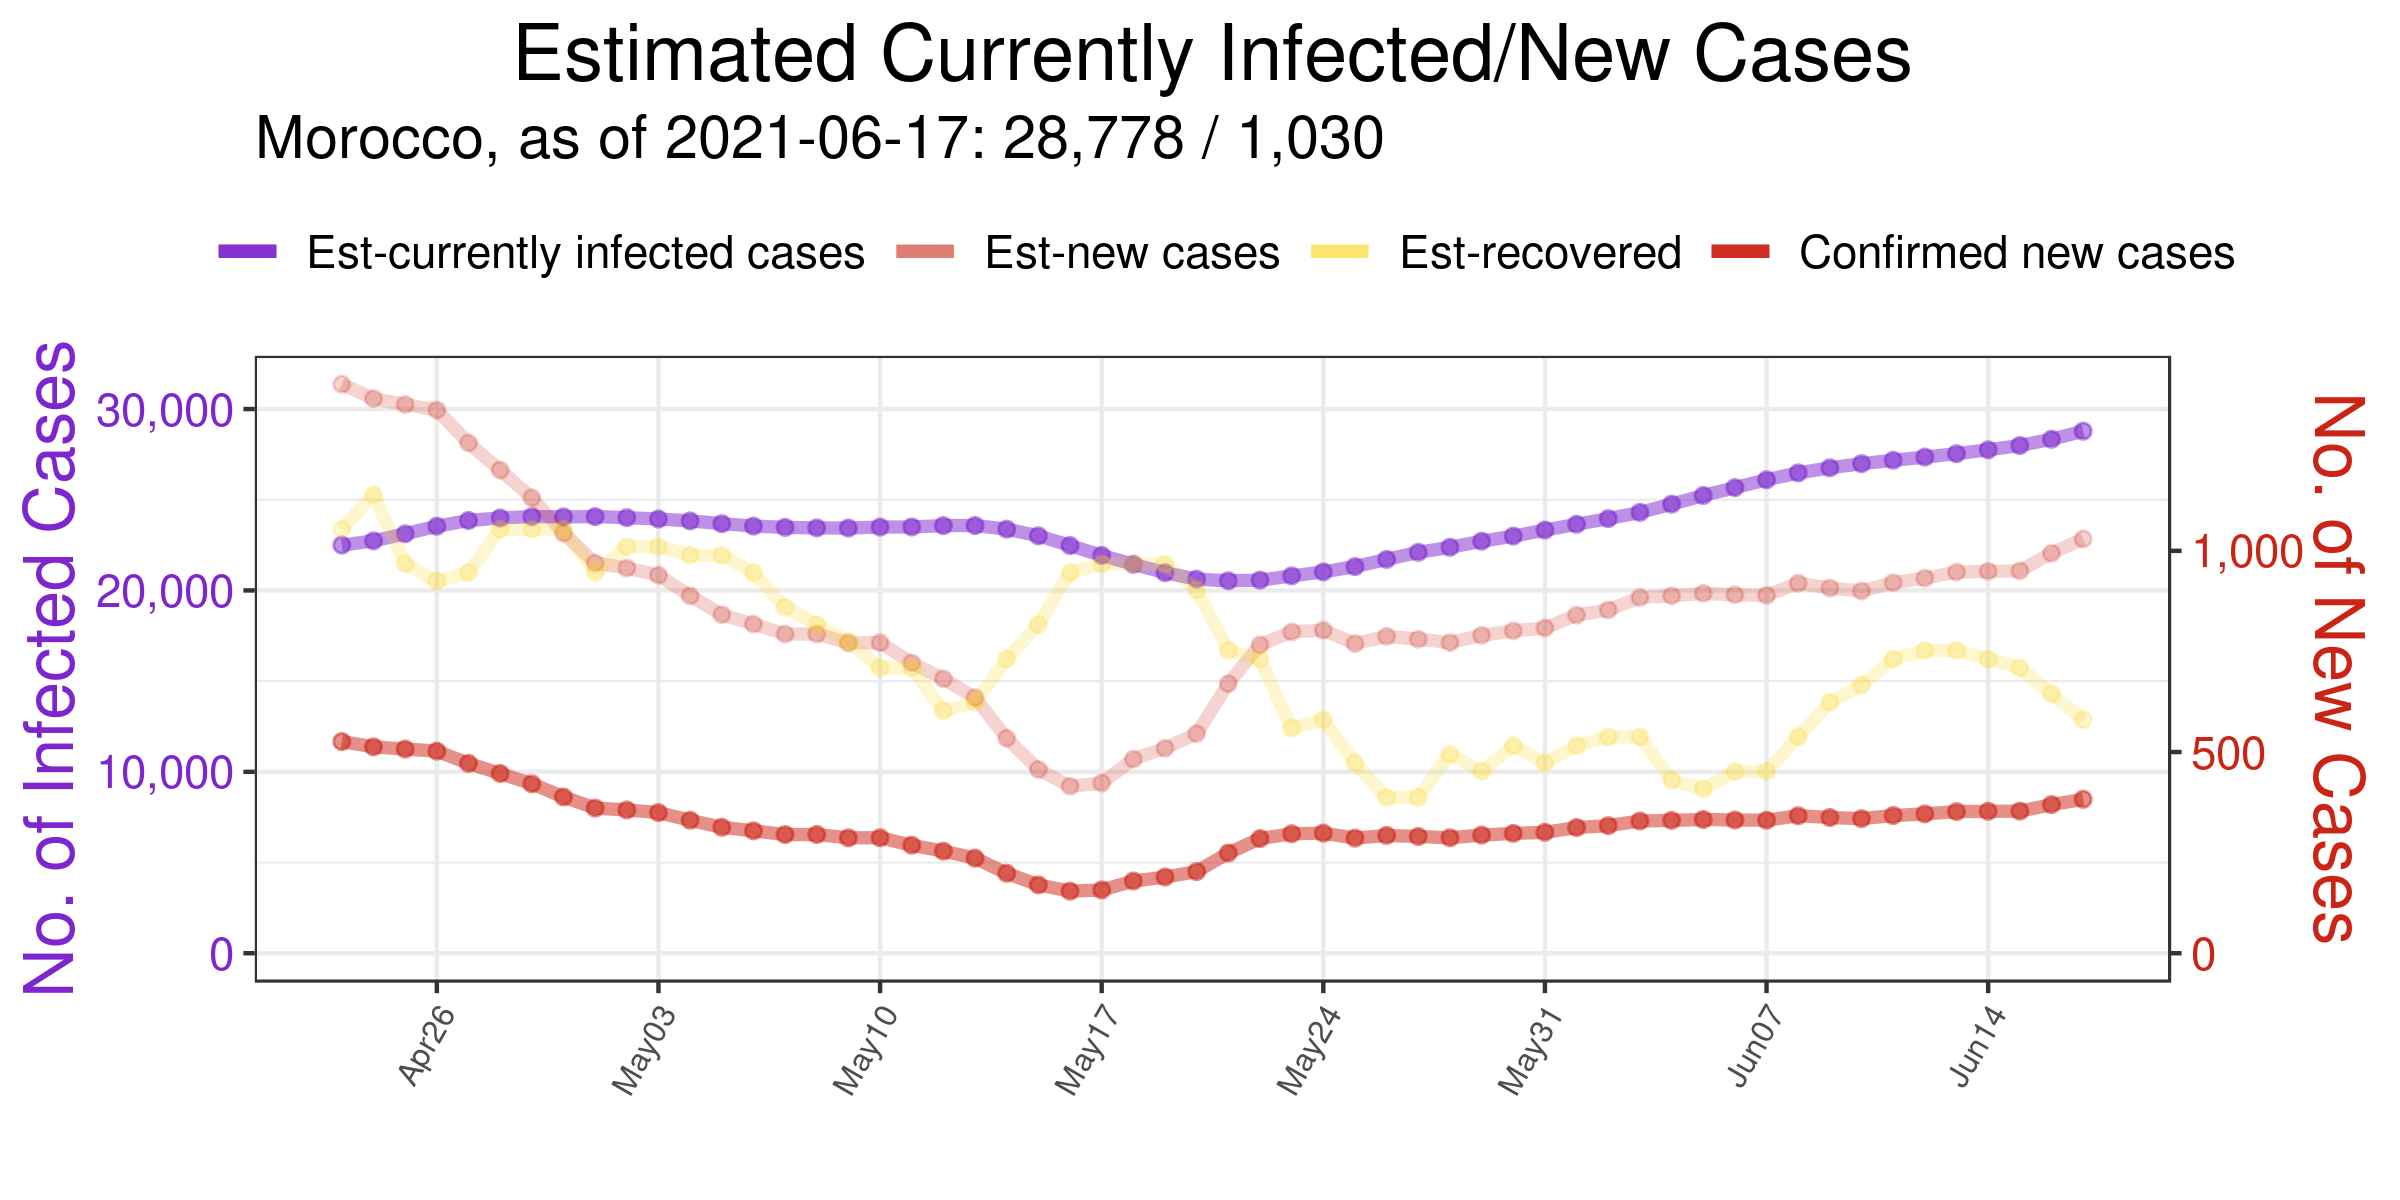 Estimated Currently Infected/New Cases
Morocco, as of 2021-06-17: 28,778 / 1,030
Est-currently infected cases Est-new cases Est-recovered Confirmed new cases
No. of Infected Cases
30,000
20,000
10,000
0
1,000
500
0
No. of New Cases
Apr26 May03 May10 May17 May24 May31 Jun07 Jun14